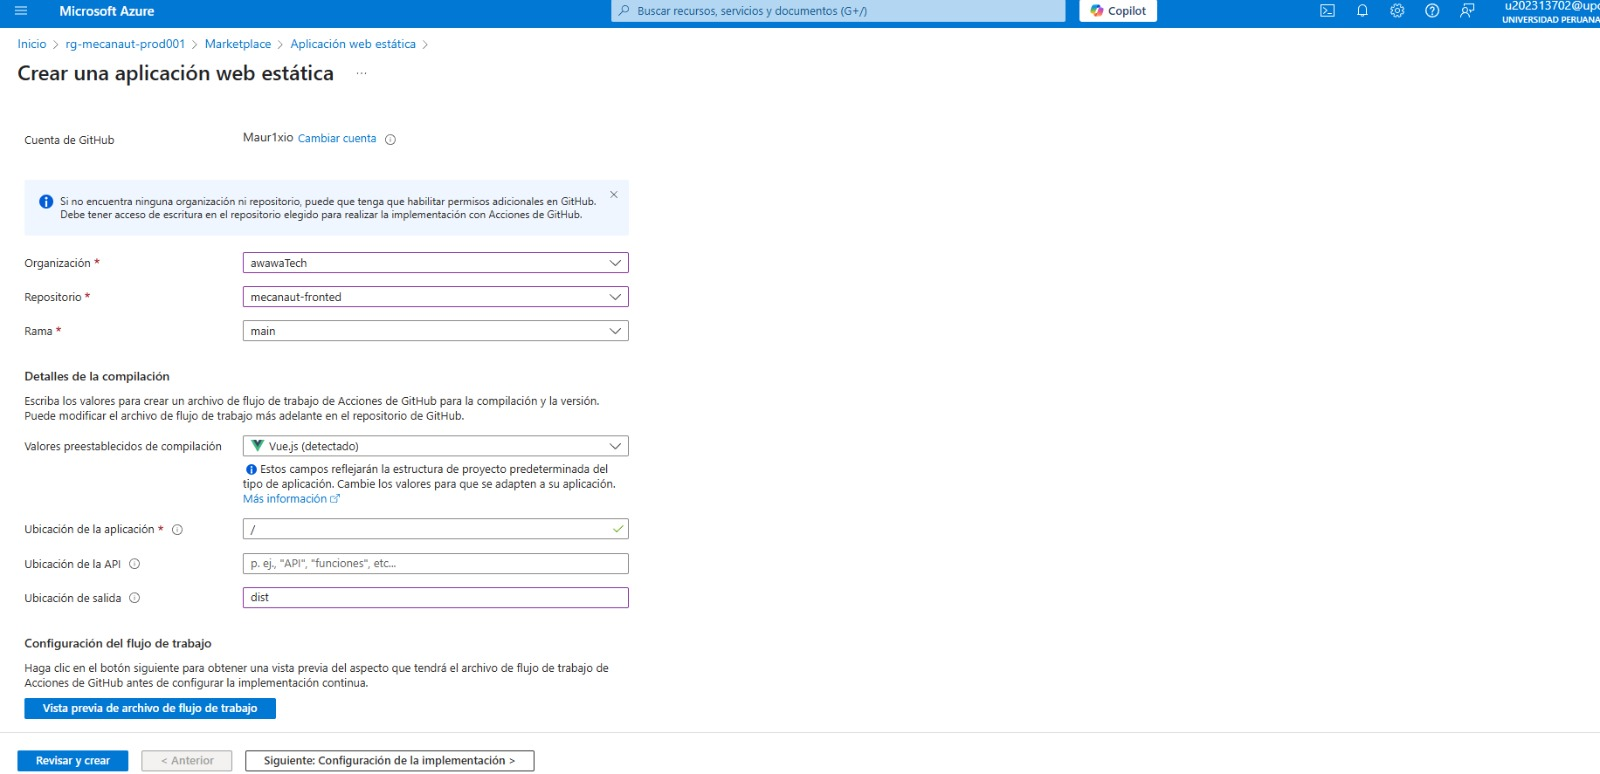 Microsoft Azure
Buscar recursos, servicios y documentos (G+/)
Copilot
u202313702@upc
UNIVERSIDAD PERUANA
Inicio > rg-mecanaut-prod001 > Marketplace > Aplicación web estática >
Crear una aplicación web estática ...
Cuenta de GitHub
Maur1xio Cambiar cuenta
Si no encuentra ninguna organización ni repositorio, puede que tenga que habilitar permisos adicionales en GitHub.
Debe tener acceso de escritura en el repositorio elegido para realizar la implementación con Acciones de GitHub.
Organización *
awawaTech
Repositorio *
mecanaut-fronted
Rama *
main
Detalles de la compilación
Escriba los valores para crear un archivo de flujo de trabajo de Acciones de GitHub para la compilación y la versión.
Puede modificar el archivo de flujo de trabajo más adelante en el repositorio de GitHub.
Valores preestablecidos de compilación
Vue.js (detectado)
Estos campos reflejarán la estructura de proyecto predeterminada del
tipo de aplicación. Cambie los valores para que se adapten a su aplicación.
Más información
Ubicación de la aplicación *
/
Ubicación de la API
p. ej., "API", "funciones", etc...
Ubicación de salida
dist
Configuración del flujo de trabajo
Haga clic en el botón siguiente para obtener una vista previa del aspecto que tendrá el archivo de flujo de trabajo de
Acciones de GitHub antes de configurar la implementación continua.
Vista previa de archivo de flujo de trabajo
Revisar y crear
< Anterior
Siguiente: Configuración de la implementación >